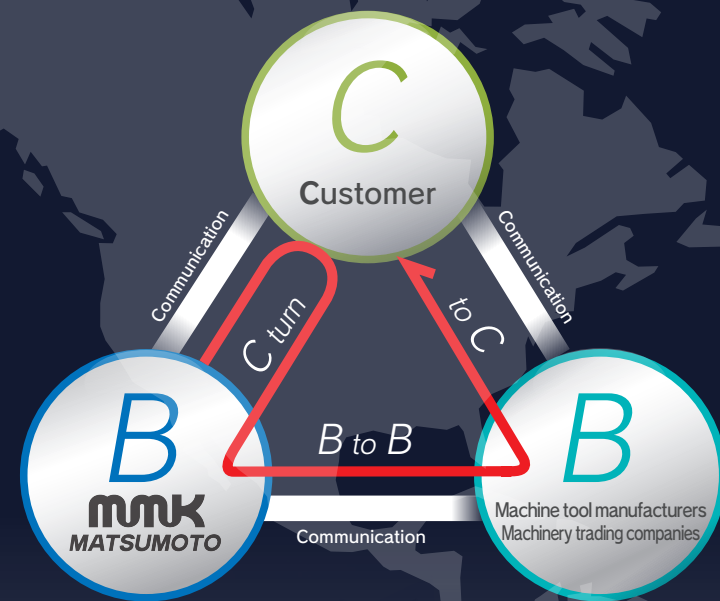 C
Customer
Communication
Communication
C turn
to C
B to B
B
mmk
MATSUMOTO
B
Machine tool manufacturers
Machinery trading companies
Communication